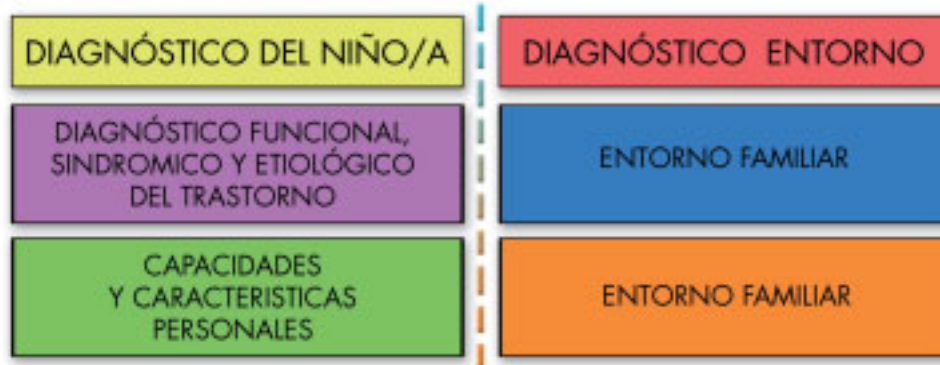 DIAGNÓSTICO DEL NIÑO/A
DIAGNÓSTICO ENTORNO
DIAGNÓSTICO FUNCIONAL,
SINDROMICO Y ETIOLÓGICO
DEL TRASTORNO
ENTORNO FAMILIAR
CAPACIDADES
Y CARACTERISTICAS
PERSONALES
ENTORNO FAMILIAR